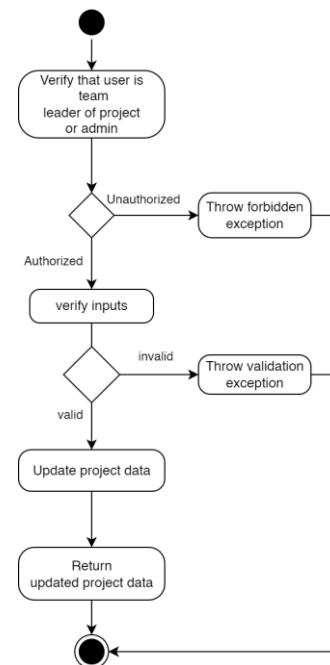 Verify that user is
team
leader of project
or admin
Unauthorized
Throw forbidden
exception
Authorized
verify inputs
invalid
Throw validation
exception
valid
Update project data
Return
updated project data